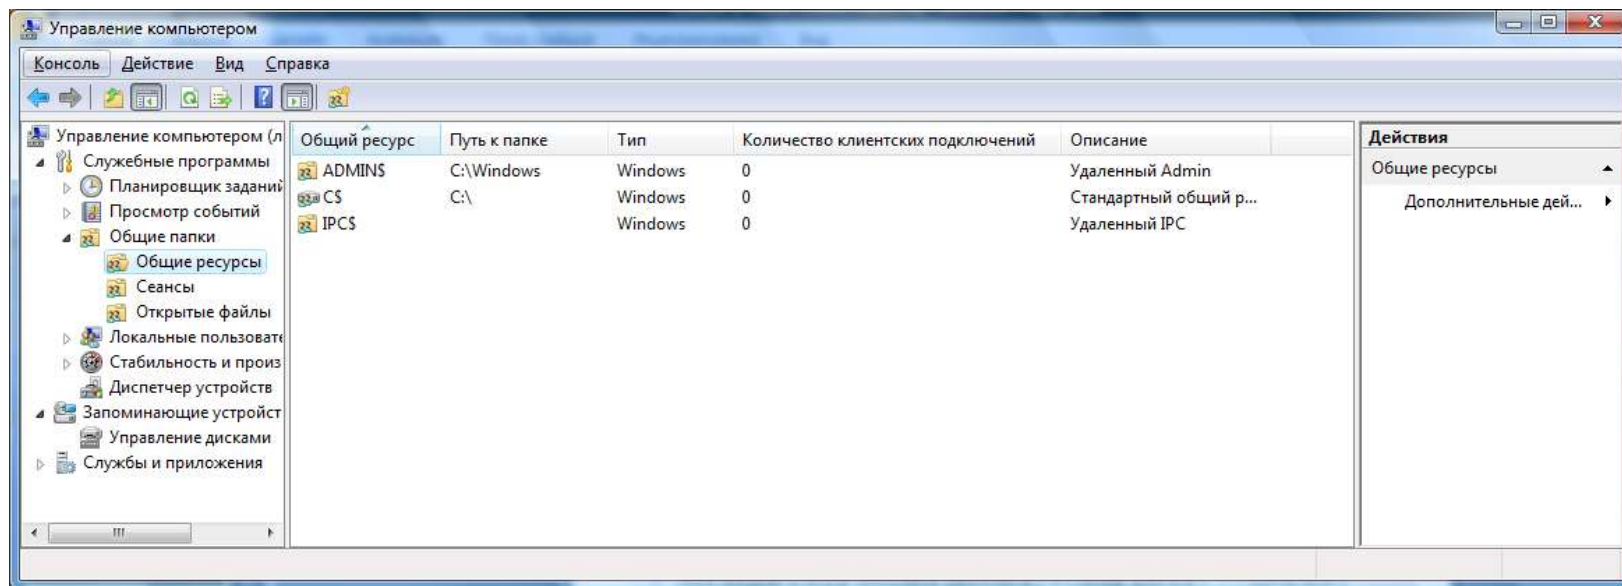 Управление компьютером
Консоль Действие Вид Справка
Управление компьютером (л
Служебные программы
Планировщик заданий
Просмотр событий
Общие папки
Общие ресурсы
Сеансы
Открытые файлы
Локальные пользовате
Стабильность и произ
Диспетчер устройств
Запоминающие устройст
Управление дисками
Службы и приложения
Общий ресурс Путь к папке Тип Количество клиентских подключений Описание
ADMIN$ C:\Windows Windows 0 Удаленный Admin
C$ C:\ Windows 0 Стандартный общий р...
IPC$ Windows 0 Удаленный IPC
Действия
Общие ресурсы
Дополнительные дей...